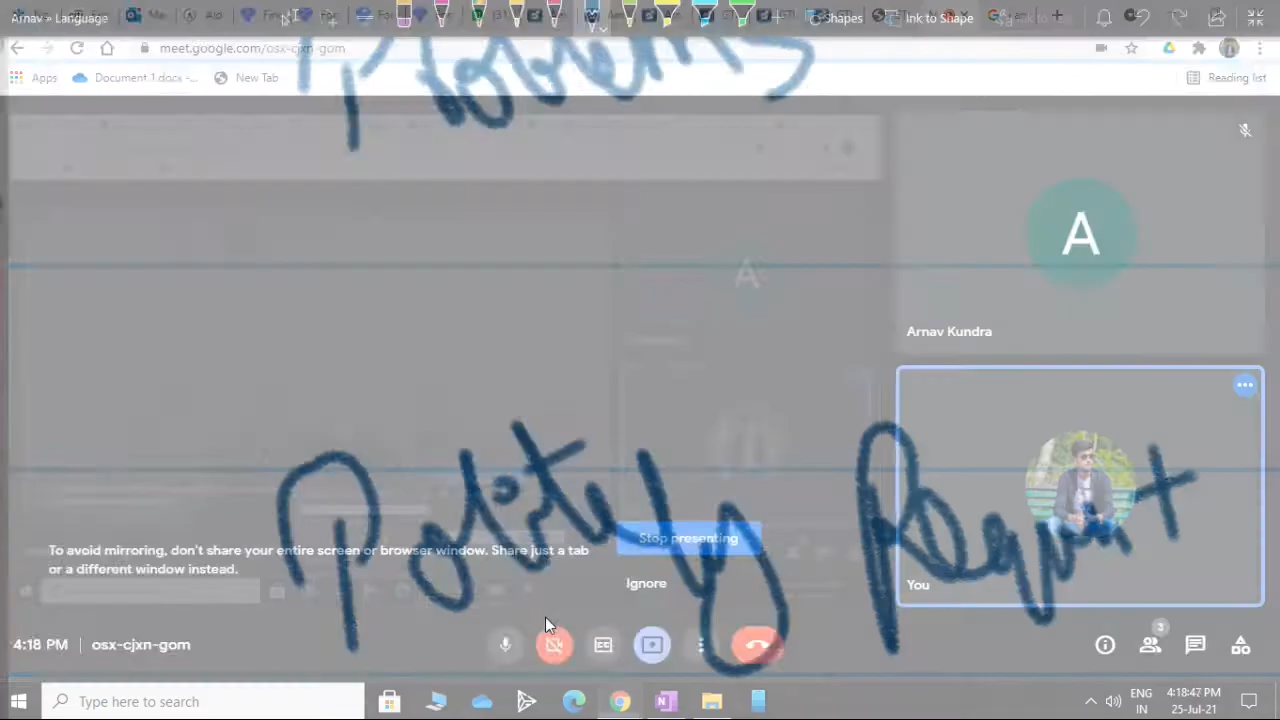 Arnav » Language
Shapes
Ink to Shape
meet.google.com/osx-cjxn-gom
Apps
Document 1.docx -...
New Tab
Reading list
Problems
A
A
Arnav Kundra
Politely Request
Stop presenting
To avoid mirroring, don't share your entire screen or browser window. Share just a tab
or a different window instead.
Ignore
You
3
4:18 PM | osx-cjxn-gom
Type here to search
ENG
IN
4:18:47 PM
25-Jul-21